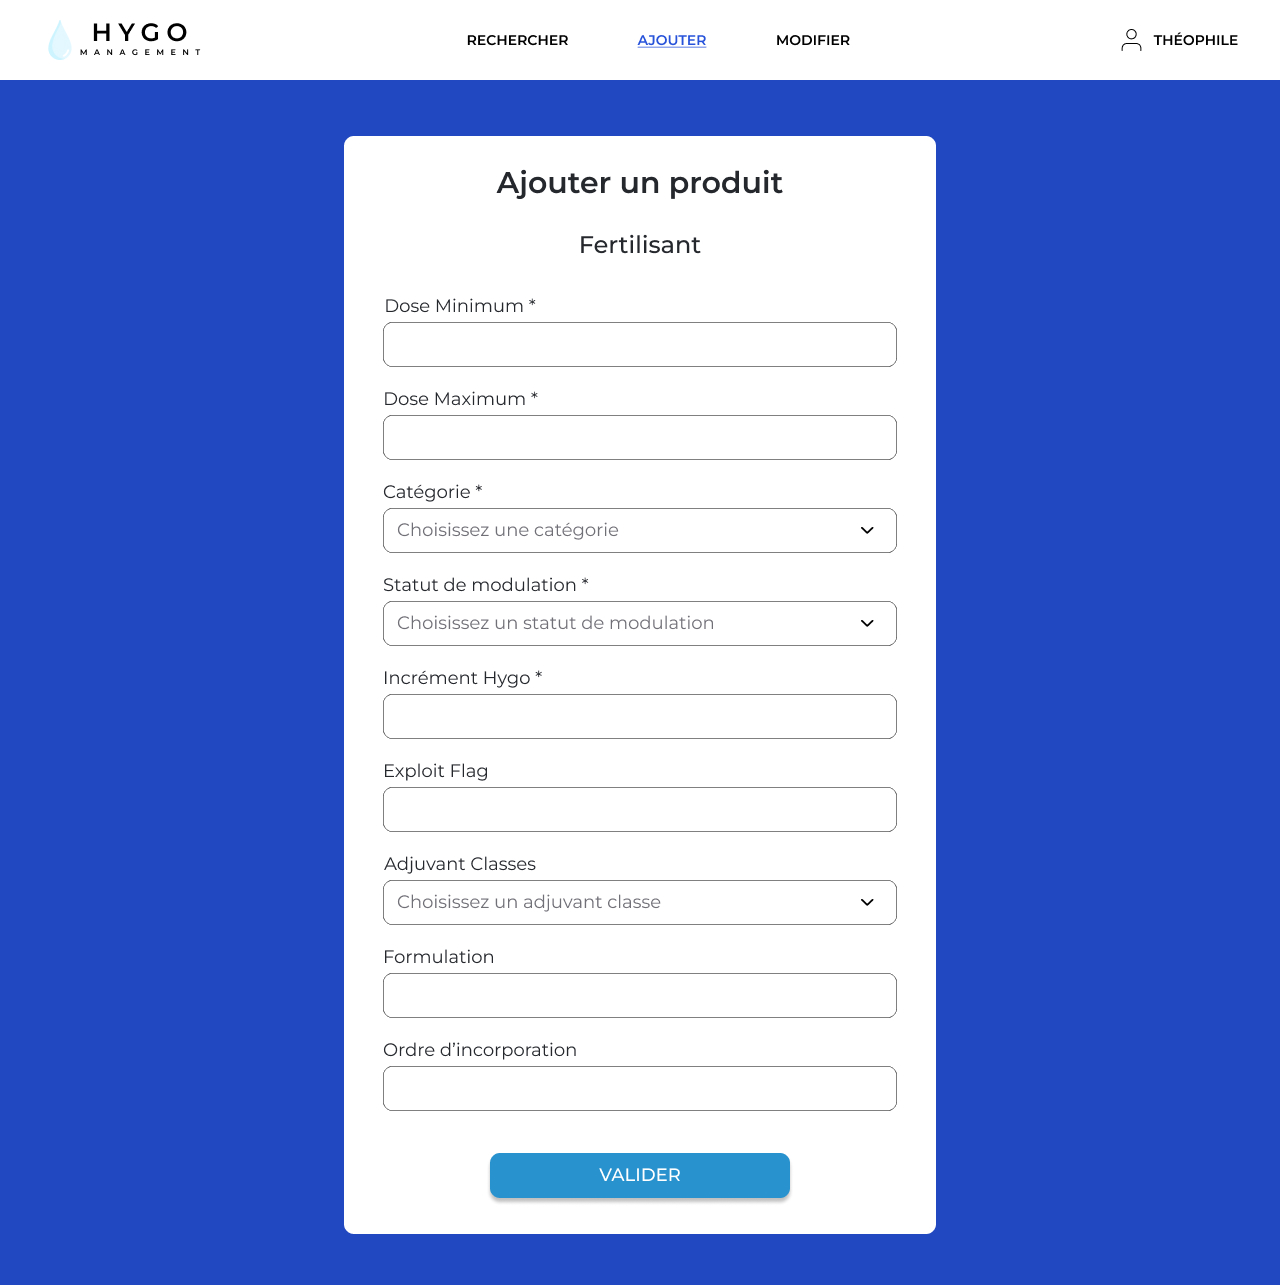 HYGO
MANAGEMENT
RECHERCHER
AJOUTER
MODIFIER
THÉOPHILE
Ajouter un produit
Fertilisant
Dose Minimum *
Dose Maximum *
Catégorie *
Choisissez une catégorie
Statut de modulation *
Choisissez un statut de modulation
Incrément Hygo *
Exploit Flag
Adjuvant Classes
Choisissez un adjuvant classe
Formulation
Ordre d’incorporation
VALIDER